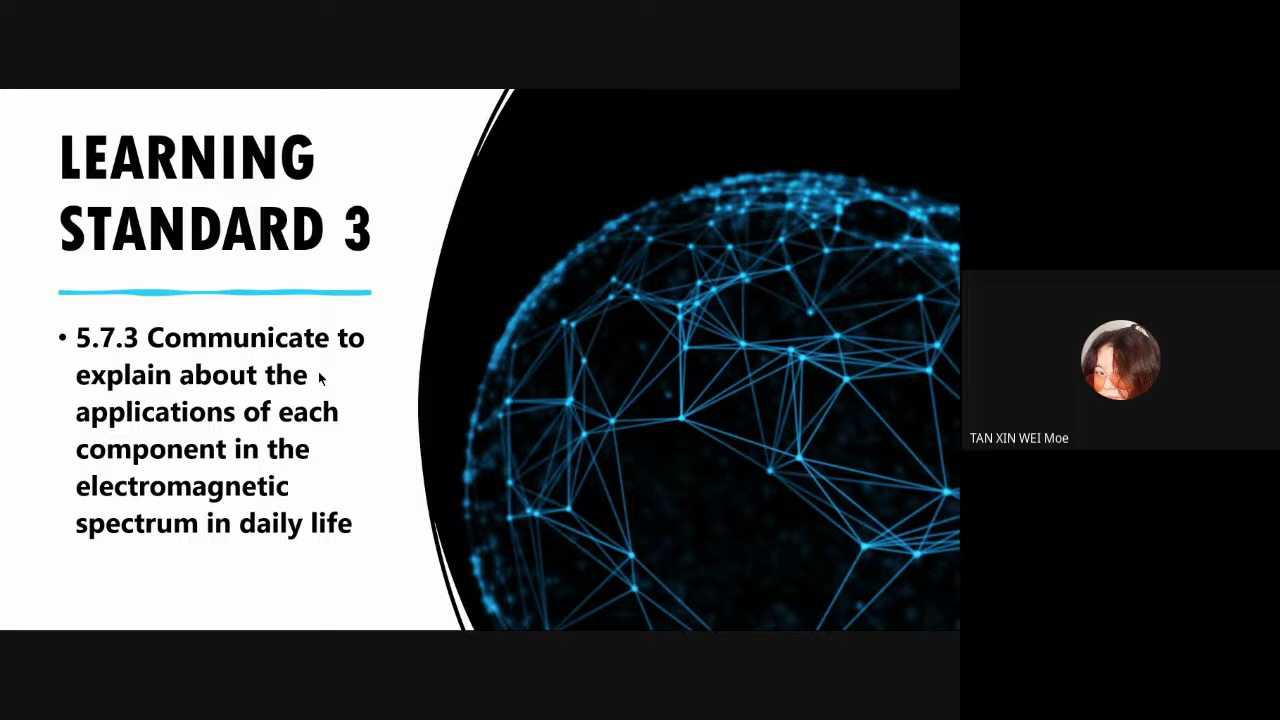 LEARNING
STANDARD 3
• 5.7.3 Communicate to
explain about the
applications of each
component in the
electromagnetic
spectrum in daily life
TAN XIN WEI Moe